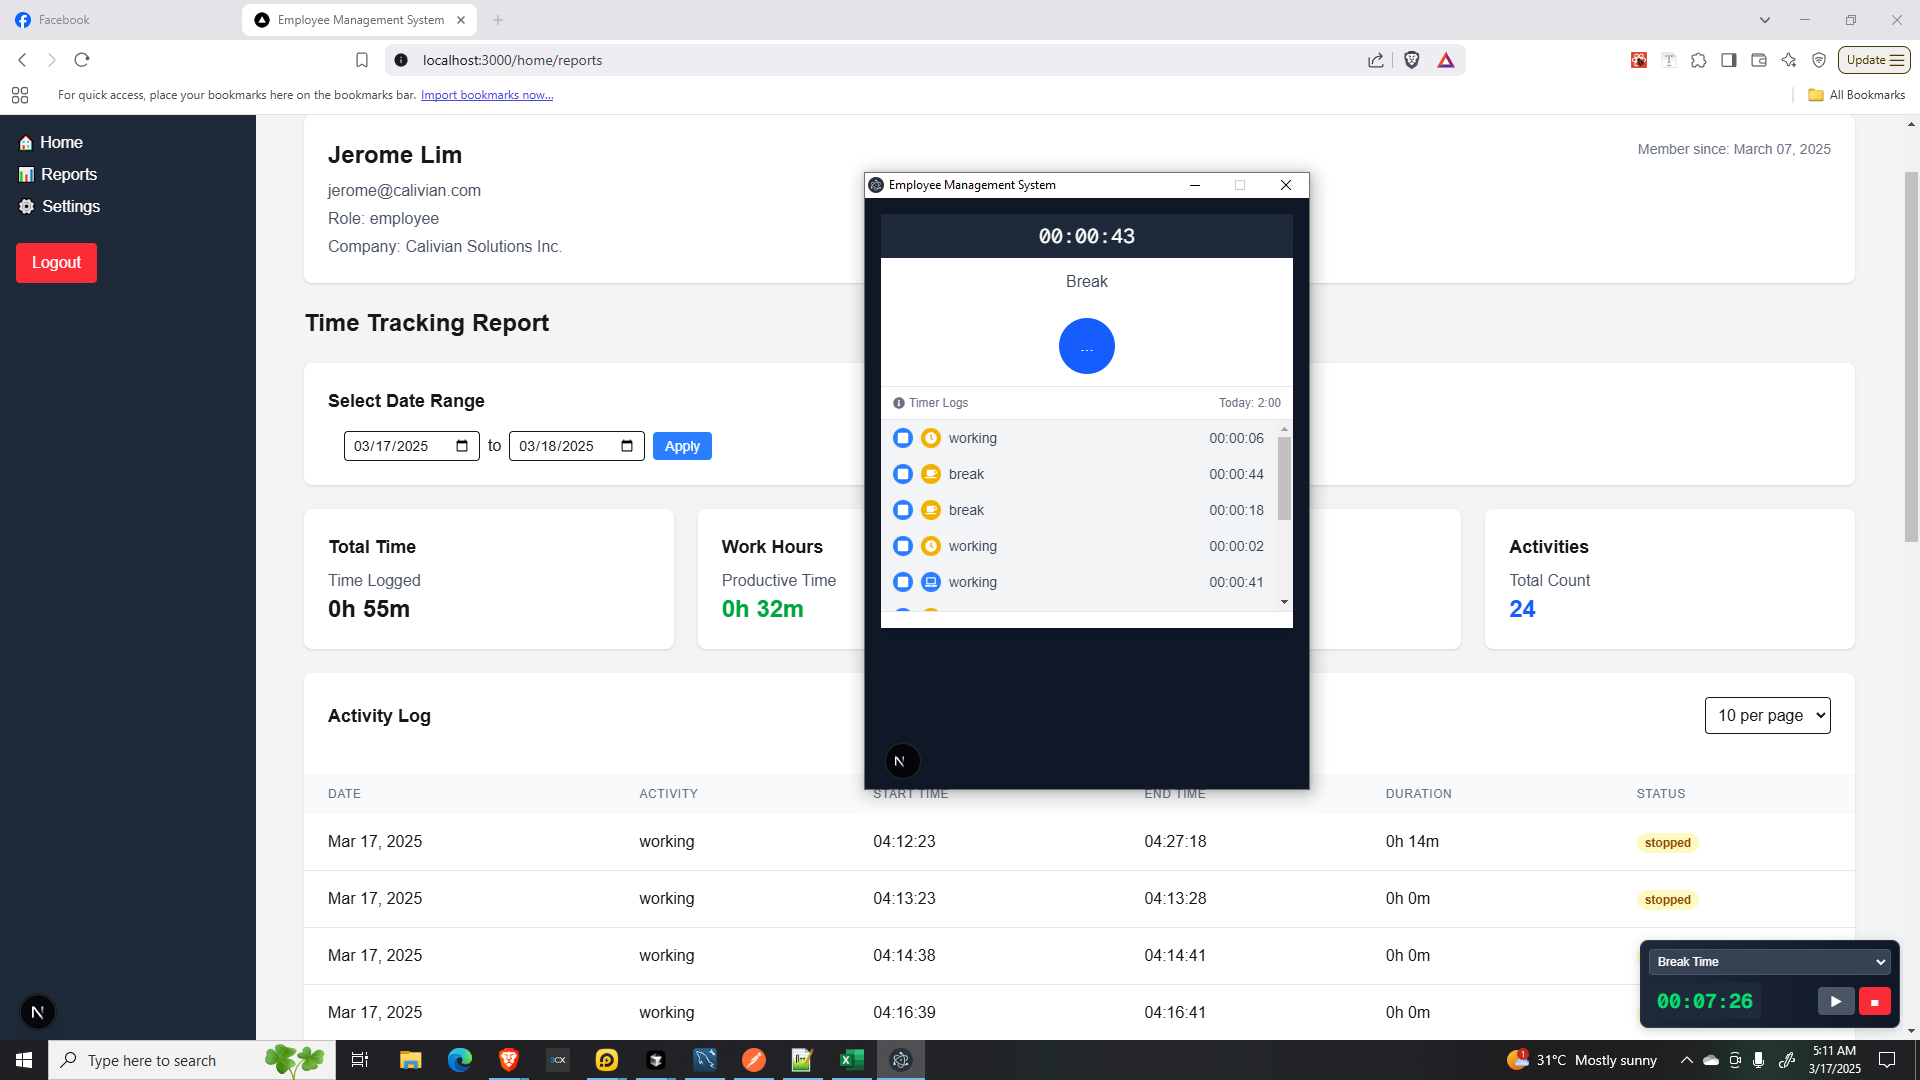 Facebook
Employee Management System
localhost:3000/home/reports
Update
For quick access, place your bookmarks here on the bookmarks bar. Import bookmarks now...
All Bookmarks
Home
Reports
Settings
Logout
Jerome Lim
Member since: March 07, 2025
jerome@calivian.com
Role: employee
Company: Calivian Solutions Inc.
Time Tracking Report
Select Date Range
03/17/2025 to 03/18/2025 Apply
Total Time
Time Logged
0h 55m
Work Hours
Productive Time
0h 32m
Activities
Total Count
24
Activity Log
10 per page
DATE ACTIVITY START TIME END TIME DURATION STATUS
Mar 17, 2025 working 04:12:23 04:27:18 0h 14m stopped
Mar 17, 2025 working 04:13:23 04:13:28 0h 0m stopped
Mar 17, 2025 working 04:14:38 04:14:41 0h 0m
Mar 17, 2025 working 04:16:39 04:16:41 0h 0m
Employee Management System
00:00:43
Break
...
Timer Logs Today: 2:00
working 00:00:06
break 00:00:44
break 00:00:18
working 00:00:02
working 00:00:41
N
Break Time
00:07:26
N
Type here to search
3CX
1
31°C Mostly sunny
5:11 AM
3/17/2025